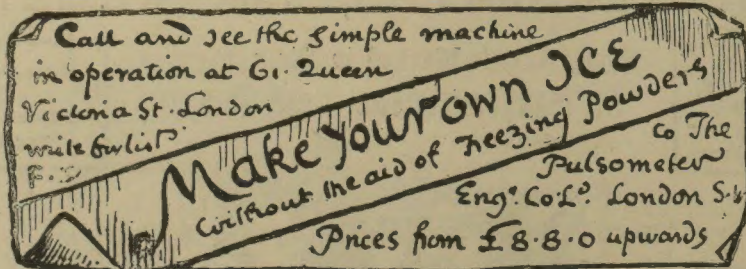 Call and see the simple machine
in operation at 61. Queen
Victoria St. London
write for list
Make Your Own ICE
without the aid of Freezing Powders
to The
Pulsometer
Engr. Co. Ld. London
Prices from £8.8.0 upwards